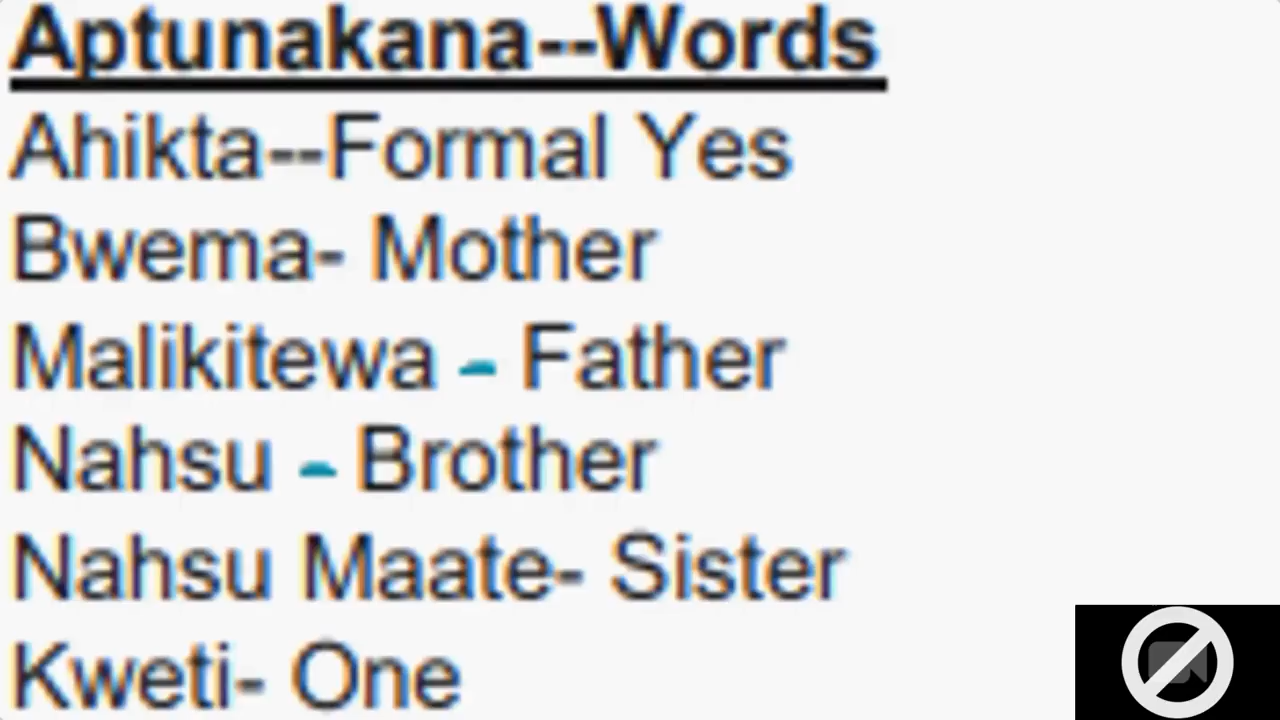 Aptunakana--Words
Ahikta--Formal Yes
Bwema- Mother
Malikitewa - Father
Nahsu - Brother
Nahsu Maate- Sister
Kweti- One